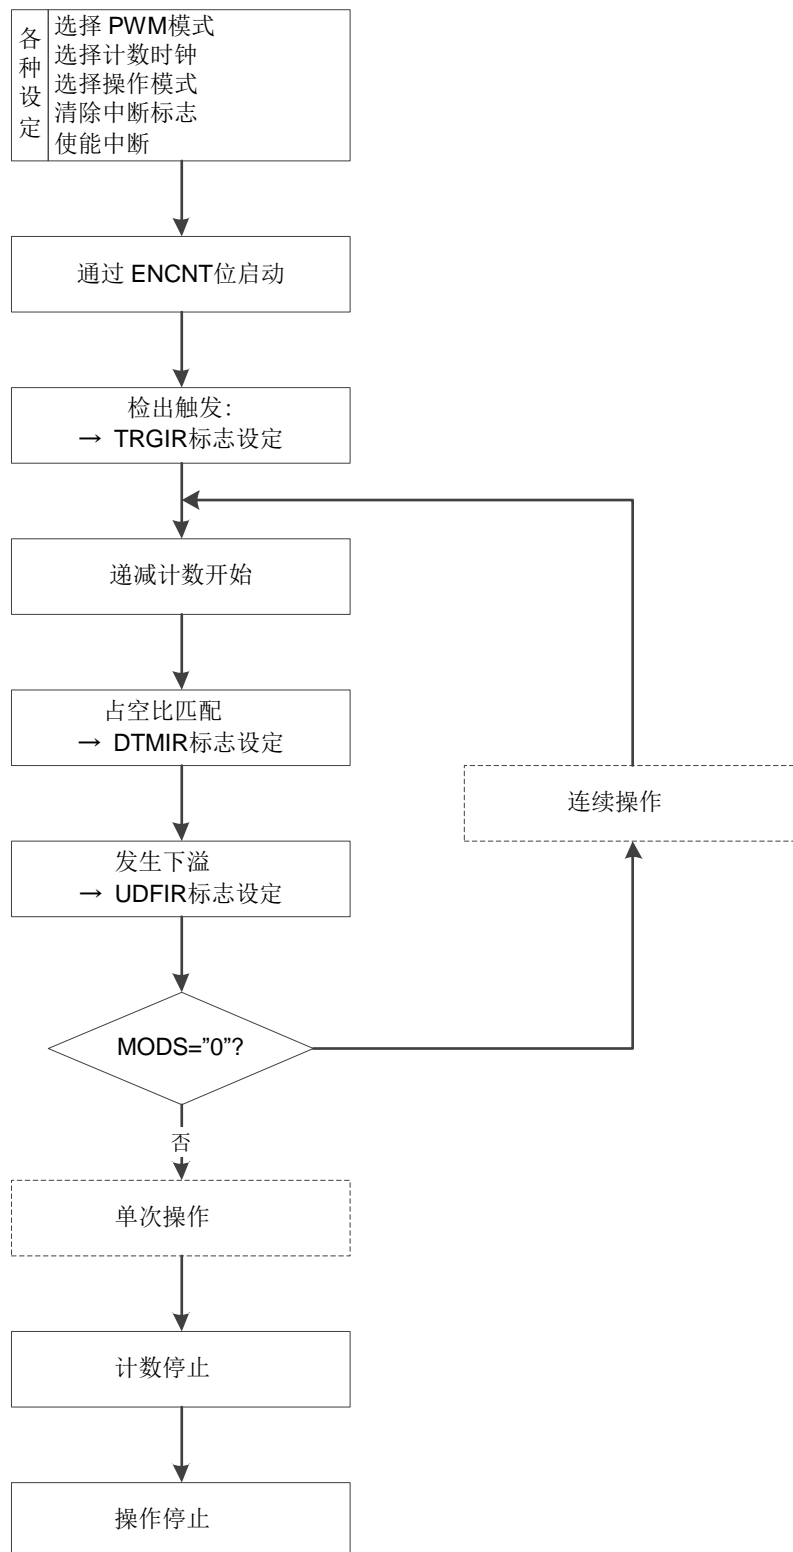 各种设定
选择 PWM模式
选择计数时钟
选择操作模式
清除中断标志
使能中断
通过 ENCNT位启动
检出触发:
→ TRGIR标志设定
递减计数开始
占空比匹配
→ DTMIR标志设定
连续操作
发生下溢
→ UDFIR标志设定
MODS=”0”?
否
单次操作
计数停止
操作停止